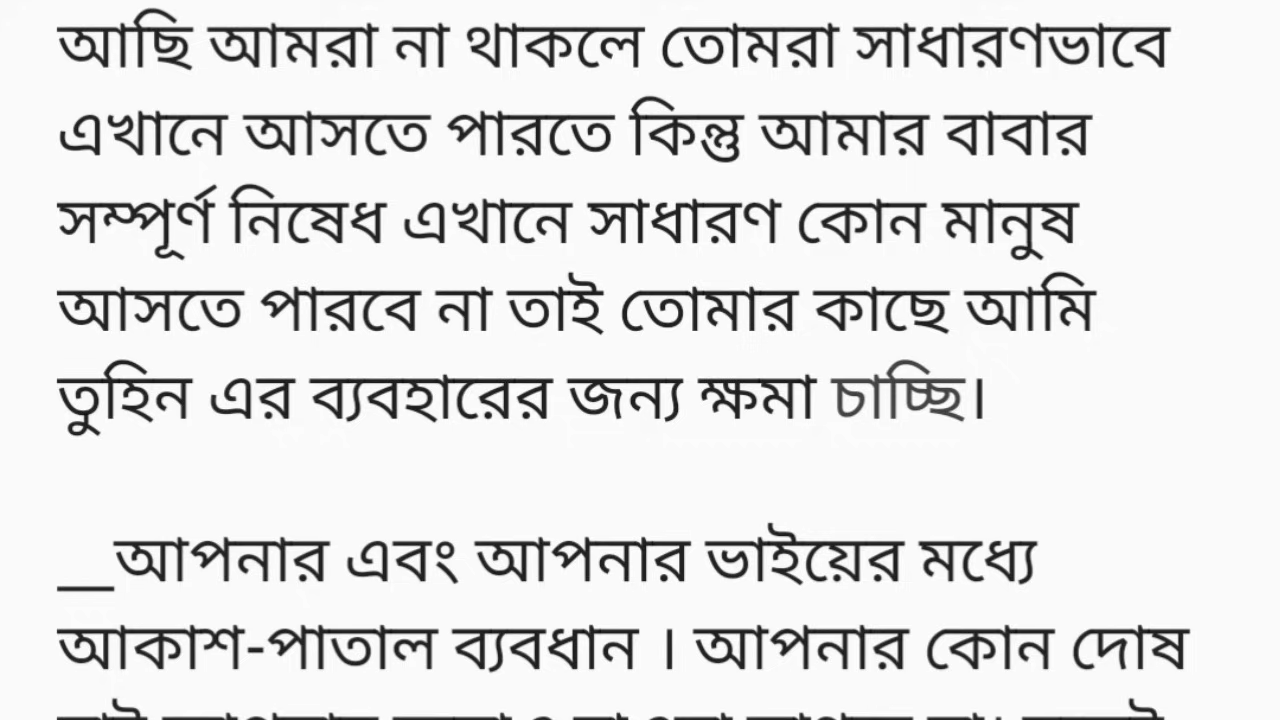 আছি আমরা না থাকলে তোমরা সাধারণভাবে
এখানে আসতে পারতে কিন্তু আমার বাবার
সম্পূর্ণ নিষেধ এখানে সাধারণ কোন মানুষ
আসতে পারবে না তাই তোমার কাছে আমি
তুহিন এর ব্যবহারের জন্য ক্ষমা চাচ্ছি।
__আপনার এবং আপনার ভাইয়ের মধ্যে
আকাশ-পাতাল ব্যবধান । আপনার কোন দোষ